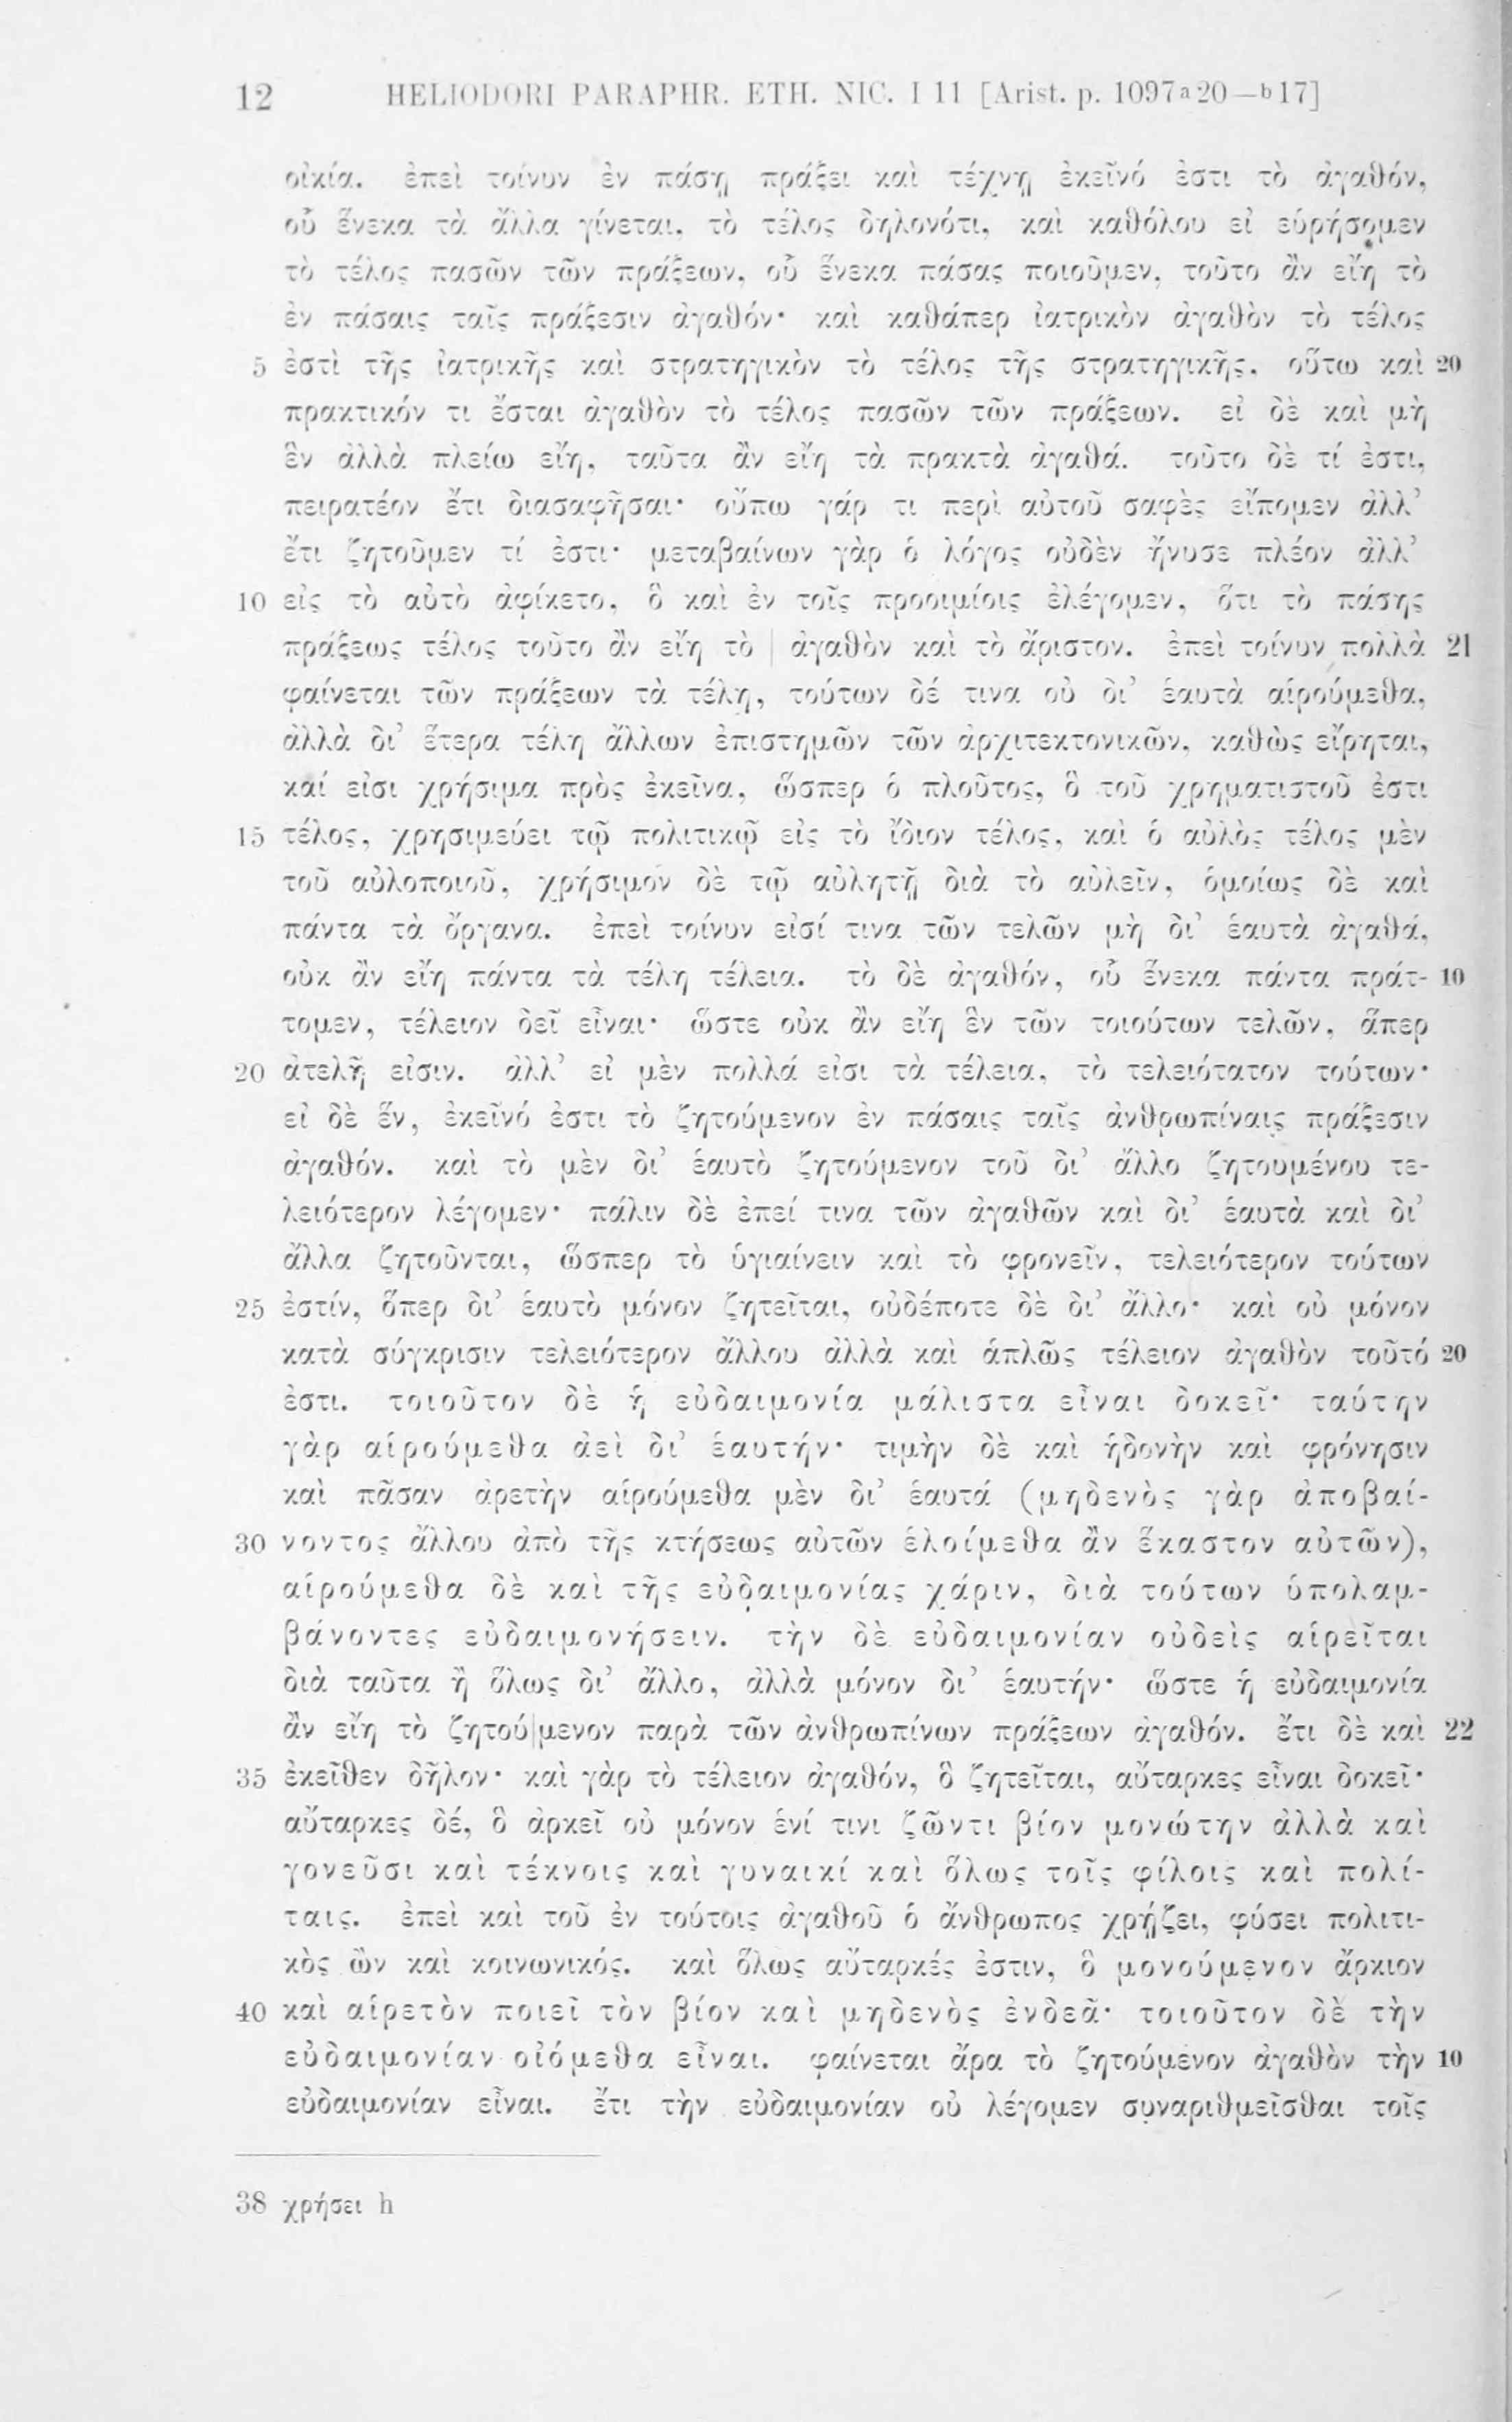 12 HELIODORI PARAPHR. ETH. NIC. I 11 [Arist. p. 1097a20—b17]
οἰκία. ἐπεὶ τοίνυν ἐν πάσῃ πράξει καὶ τέχνῃ ἐκεῖνό ἐστι τὸ ἀγαθόν,
οὗ ἕνεκα τὰ ἄλλα γίνεται, τὸ τέλος δηλονότι, καὶ καθόλου εἰ εὑρήσομεν
τὸ τέλος πασῶν τῶν πράξεων, οὗ ἕνεκα πάσας ποιοῦμεν, τοῦτο ἂν εἴη τὸ
ἐν πάσαις ταῖς πράξεσιν ἀγαθόν· καὶ καθάπερ ἰατρικὸν ἀγαθὸν τὸ τέλος
5 ἐστὶ τῆς ἰατρικῆς καὶ στρατηγικὸν τὸ τέλος τῆς στρατηγικῆς, οὕτω καὶ 20
πρακτικόν τι ἔσται ἀγαθὸν τὸ τέλος πασῶν τῶν πράξεων. εἰ δὲ καὶ μὴ
ἓν ἀλλὰ πλείω εἴη, ταῦτα ἂν εἴη τὰ πρακτὰ ἀγαθά. τοῦτο δὲ τί ἐστι,
πειρατέον ἔτι διασαφῆσαι· οὔπω γάρ τι περὶ αὐτοῦ σαφὲς εἴπομεν ἀλλ’
ἔτι ζητοῦμεν τί ἐστι· μεταβαίνων γὰρ ὁ λόγος οὐδὲν ἤνυσε πλέον ἀλλ’
10 εἰς τὸ αὐτὸ ἀφίκετο, ὃ καὶ ἐν τοῖς προοιμίοις ἐλέγομεν, ὅτι τὸ πάσης
πράξεως τέλος τοῦτο ἂν εἴη τὸ | ἀγαθὸν καὶ τὸ ἄριστον. ἐπεὶ τοίνυν πολλὰ 21
φαίνεται τῶν πράξεων τὰ τέλη, τούτων δέ τινα οὐ δι’ ἑαυτὰ αἱρούμεθα,
ἀλλὰ δι’ ἕτερα τέλη ἄλλων ἐπιστημῶν τῶν ἀρχιτεκτονικῶν, καθὼς εἴρηται,
καί εἰσι χρήσιμα πρὸς ἐκεῖνα, ὥσπερ ὁ πλοῦτος, ὃ τοῦ χρηματιστοῦ ἐστι
15 τέλος, χρησιμεύει τῷ πολιτικῷ εἰς τὸ ἴδιον τέλος, καὶ ὁ αὐλὸς τέλος μὲν
τοῦ αὐλοποιοῦ, χρήσιμον δὲ τῷ αὐλητῇ διὰ τὸ αὐλεῖν, ὁμοίως δὲ καὶ
πάντα τὰ ὄργανα. ἐπεὶ τοίνυν εἰσί τινα τῶν τελῶν μὴ δι’ ἑαυτὰ ἀγαθά,
οὐκ ἂν εἴη πάντα τὰ τέλη τέλεια. τὸ δὲ ἀγαθόν, οὗ ἕνεκα πάντα πράτ- 10
τομεν, τέλειον δεῖ εἶναι· ὥστε οὐκ ἂν εἴη ἓν τῶν τοιούτων τελῶν, ἅπερ
20 ἀτελῆ εἰσιν. ἀλλ’ εἰ μὲν πολλά εἰσι τὰ τέλεια, τὸ τελειότατον τούτων·
εἰ δὲ ἕν, ἐκεῖνό ἐστι τὸ ζητούμενον ἐν πάσαις ταῖς ἀνθρωπίναις πράξεσιν
ἀγαθόν. καὶ τὸ μὲν δι’ ἑαυτὸ ζητούμενον τοῦ δι’ ἄλλο ζητουμένου τε-
λειότερον λέγομεν· πάλιν δὲ ἐπεί τινα τῶν ἀγαθῶν καὶ δι’ ἑαυτὰ καὶ δι’
ἄλλα ζητοῦνται, ὥσπερ τὸ ὑγιαίνειν καὶ τὸ φρονεῖν, τελειότερον τούτων
25 ἐστίν, ὅπερ δι’ ἑαυτὸ μόνον ζητεῖται, οὐδέποτε δὲ δι’ ἄλλο· καὶ οὐ μόνον
κατὰ σύγκρισιν τελειότερον ἄλλου ἀλλὰ καὶ ἁπλῶς τέλειον ἀγαθὸν τοῦτό 20
ἐστι. τοιοῦτον δὲ ἡ εὐδαιμονία μάλιστα εἶναι δοκεῖ· ταύτην
γὰρ αἱρούμεθα ἀεὶ δι’ ἑαυτήν· τιμὴν δὲ καὶ ἡδονὴν καὶ φρόνησιν
καὶ πᾶσαν ἀρετὴν αἱρούμεθα μὲν δι’ ἑαυτά (μηδενὸς γὰρ ἀποβαί-
30 νοντος ἄλλου ἀπὸ τῆς κτήσεως αὐτῶν ἑλοίμεθα ἂν ἕκαστον αὐτῶν),
αἱρούμεθα δὲ καὶ τῆς εὐδαιμονίας χάριν, διὰ τούτων ὑπολαμ-
βάνοντες εὐδαιμονήσειν. τὴν δὲ εὐδαιμονίαν οὐδεὶς αἱρεῖται
διὰ ταῦτα ἢ ὅλως δι’ ἄλλο, ἀλλὰ μόνον δι’ ἑαυτήν· ὥστε ἡ εὐδαιμονία
ἂν εἴη τὸ ζητού|μενον παρὰ τῶν ἀνθρωπίνων πράξεων ἀγαθόν. ἔτι δὲ καὶ 22
35 ἐκεῖθεν δῆλον· καὶ γὰρ τὸ τέλειον ἀγαθόν, ὃ ζητεῖται, αὔταρκες εἶναι δοκεῖ·
αὔταρκες δέ, ὃ ἀρκεῖ οὐ μόνον ἑνί τινι ζῶντι βίον μονώτην ἀλλὰ καὶ
γονεῦσι καὶ τέκνοις καὶ γυναικί καὶ ὅλως τοῖς φίλοις καὶ πολί-
ταις. ἐπεὶ καὶ τοῦ ἐν τούτοις ἀγαθοῦ ὁ ἄνθρωπος χρῄζει, φύσει πολιτι-
κὸς ὢν καὶ κοινωνικός. καὶ ὅλως αὔταρκές ἐστιν, ὃ μονούμενον ἄρκιον
40 καὶ αἱρετὸν ποιεῖ τὸν βίον καὶ μηδενὸς ἐνδεᾶ· τοιοῦτον δὲ τὴν
εὐδαιμονίαν οἰόμεθα εἶναι. φαίνεται ἄρα τὸ ζητούμενον ἀγαθὸν τὴν 10
εὐδαιμονίαν εἶναι. ἔτι τὴν εὐδαιμονίαν οὐ λέγομεν συναριθμεῖσθαι τοῖς
38 χρήσει h